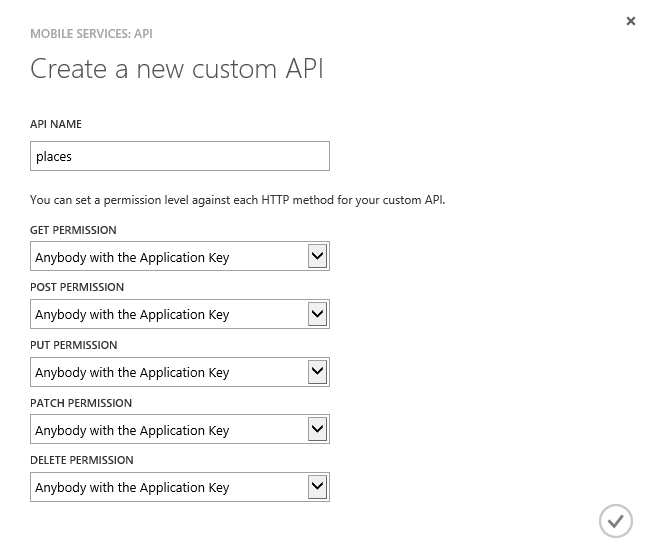 MOBILE SERVICES: API
Create a new custom API
API NAME
places
You can set a permission level against each HTTP method for your custom API.
GET PERMISSION
Anybody with the Application Key
POST PERMISSION
Anybody with the Application Key
PUT PERMISSION
Anybody with the Application Key
PATCH PERMISSION
Anybody with the Application Key
DELETE PERMISSION
Anybody with the Application Key